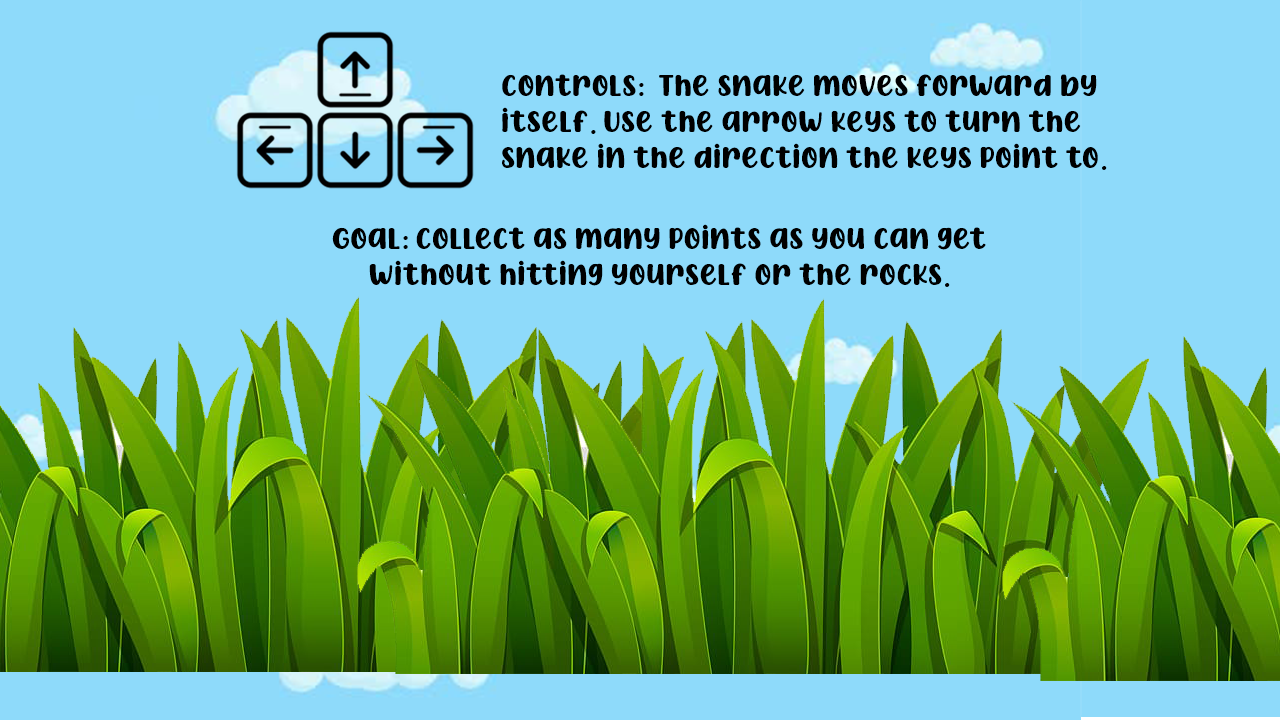 Controls: The snake moves forward by
itself. Use the arrow keys to turn the
snake in the direction the keys point to.
Goal: Collect as many points as you can get
without hitting yourself or the rocks.